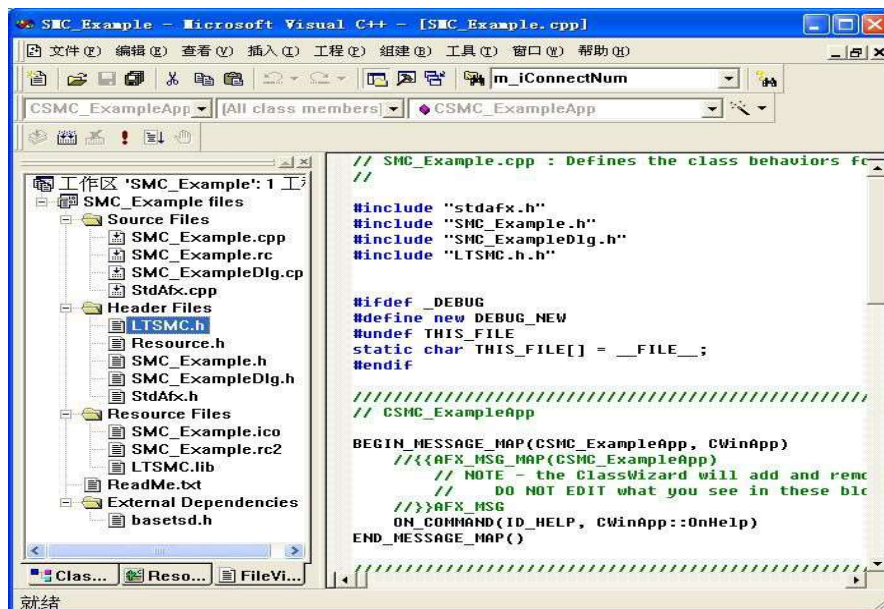 SMC_Example - Microsoft Visual C++ - [SMC_Example.cpp]
文件(F) 编辑(E) 查看(V) 插入(I) 工程(P) 组建(B) 工具(T) 窗口(W) 帮助(H)
m_iConnectNum
CSMC_ExampleApp [All class members] CSMC_ExampleApp
工作区 'SMC_Example': 1
SMC_Example files
Source Files
SMC_Example.cpp
SMC_Example.rc
SMC_ExampleDlg.cp
StdAfx.cpp
Header Files
LTSMC.h
Resource.h
SMC_Example.h
SMC_ExampleDlg.h
StdAfx.h
Resource Files
SMC_Example.ico
SMC_Example.rc2
LTSMC.lib
ReadMe.txt
External Dependencies
basetsd.h
Clas... Reso... FileVi...
// SMC_Example.cpp : Defines the class behaviors fo
//
#include "stdafx.h"
#include "SMC_Example.h"
#include "SMC_ExampleDlg.h"
#include "LTSMC.h.h"
#ifdef _DEBUG
#define new DEBUG_NEW
#undef THIS_FILE
static char THIS_FILE[] = __FILE__;
#endif
/////////////////////////////////////////////////
// CSMC_ExampleApp
BEGIN_MESSAGE_MAP(CSMC_ExampleApp, CWinApp)
//{{AFX_MSG_MAP(CSMC_ExampleApp)
// NOTE - the ClassWizard will add and remo
// DO NOT EDIT what you see in these blo
//}}AFX_MSG
ON_COMMAND(ID_HELP, CWinApp::OnHelp)
END_MESSAGE_MAP()
/////////////////////////////////////////////////
就绪